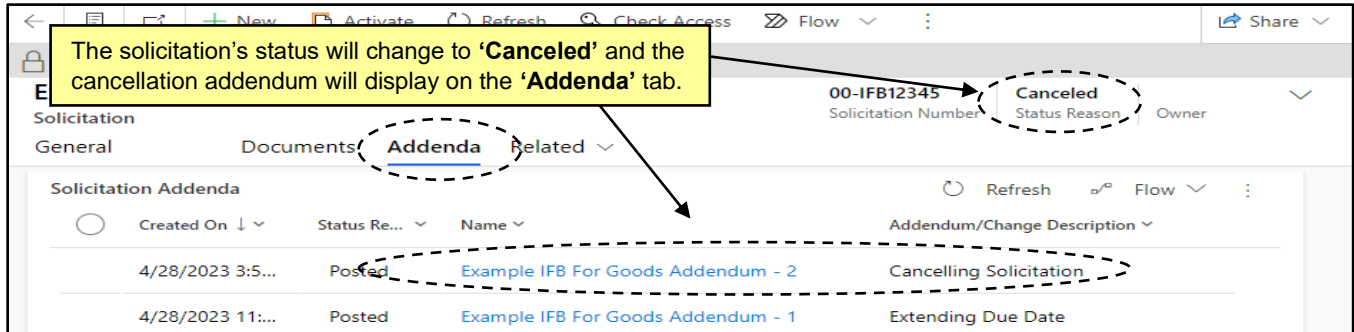 New Activate Refresh Check Access Flow Share
The solicitation's status will change to 'Canceled' and the
cancellation addendum will display on the 'Addenda' tab.
E
00-IFB12345 Canceled
Solicitation
Solicitation Number Status Reason Owner
General Documents Addenda Related
Solicitation Addenda Refresh Flow
Created On Status Re... Name Addendum/Change Description
4/28/2023 3:5... Posted Example IFB For Goods Addendum - 2 Cancelling Solicitation
4/28/2023 11:... Posted Example IFB For Goods Addendum - 1 Extending Due Date